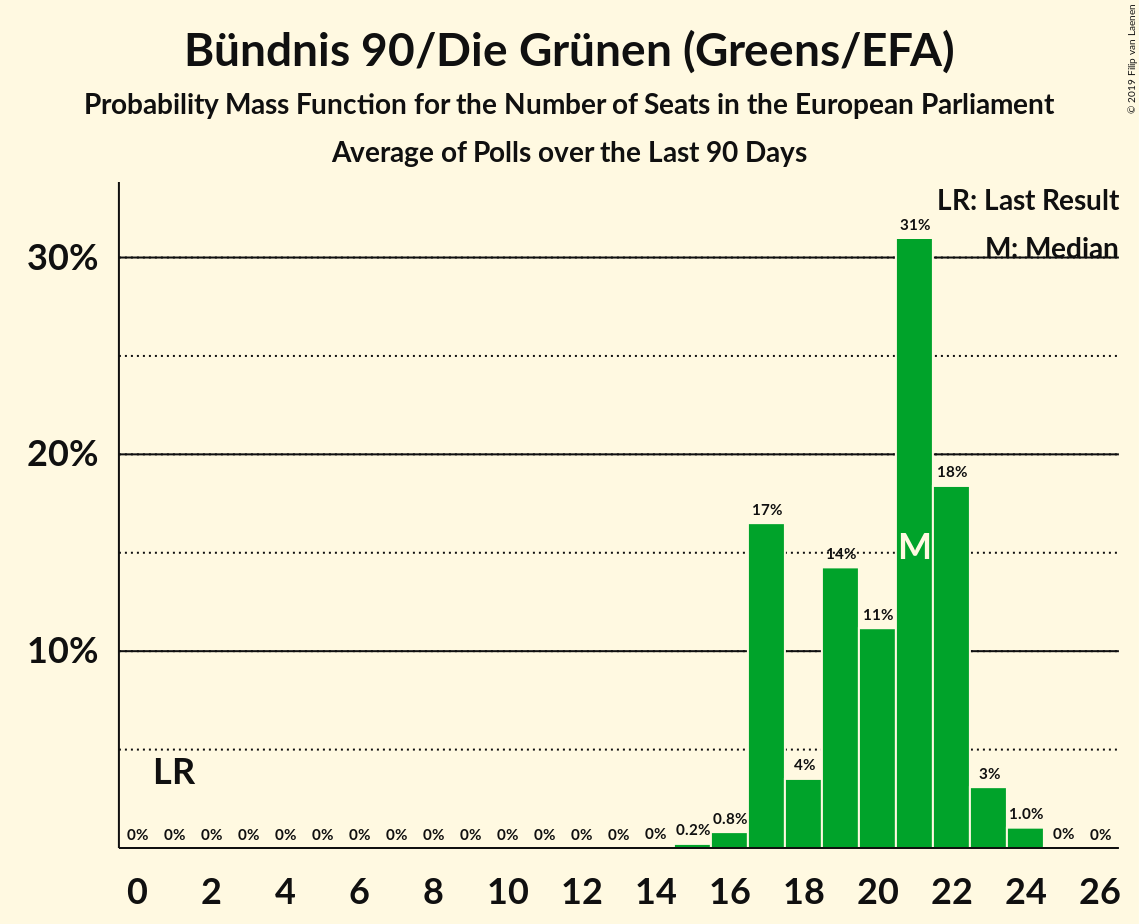 Bündnis 90/Die Grünen (Greens/EFA)
Probability Mass Function for the Number of Seats in the European Parliament
Average of Polls over the Last 90 Days
© 2019 Filip van Laenen
LR: Last Result
M: Median
30%
20%
10%
31%
18%
17%
14%
11%
4%
3%
1.0%
0.8%
0.2%
M
LR
0% 0% 0% 0% 0% 0% 0% 0% 0% 0% 0% 0% 0% 0% 0% 0% 0%
0 2 4 6 8 10 12 14 16 18 20 22 24 26